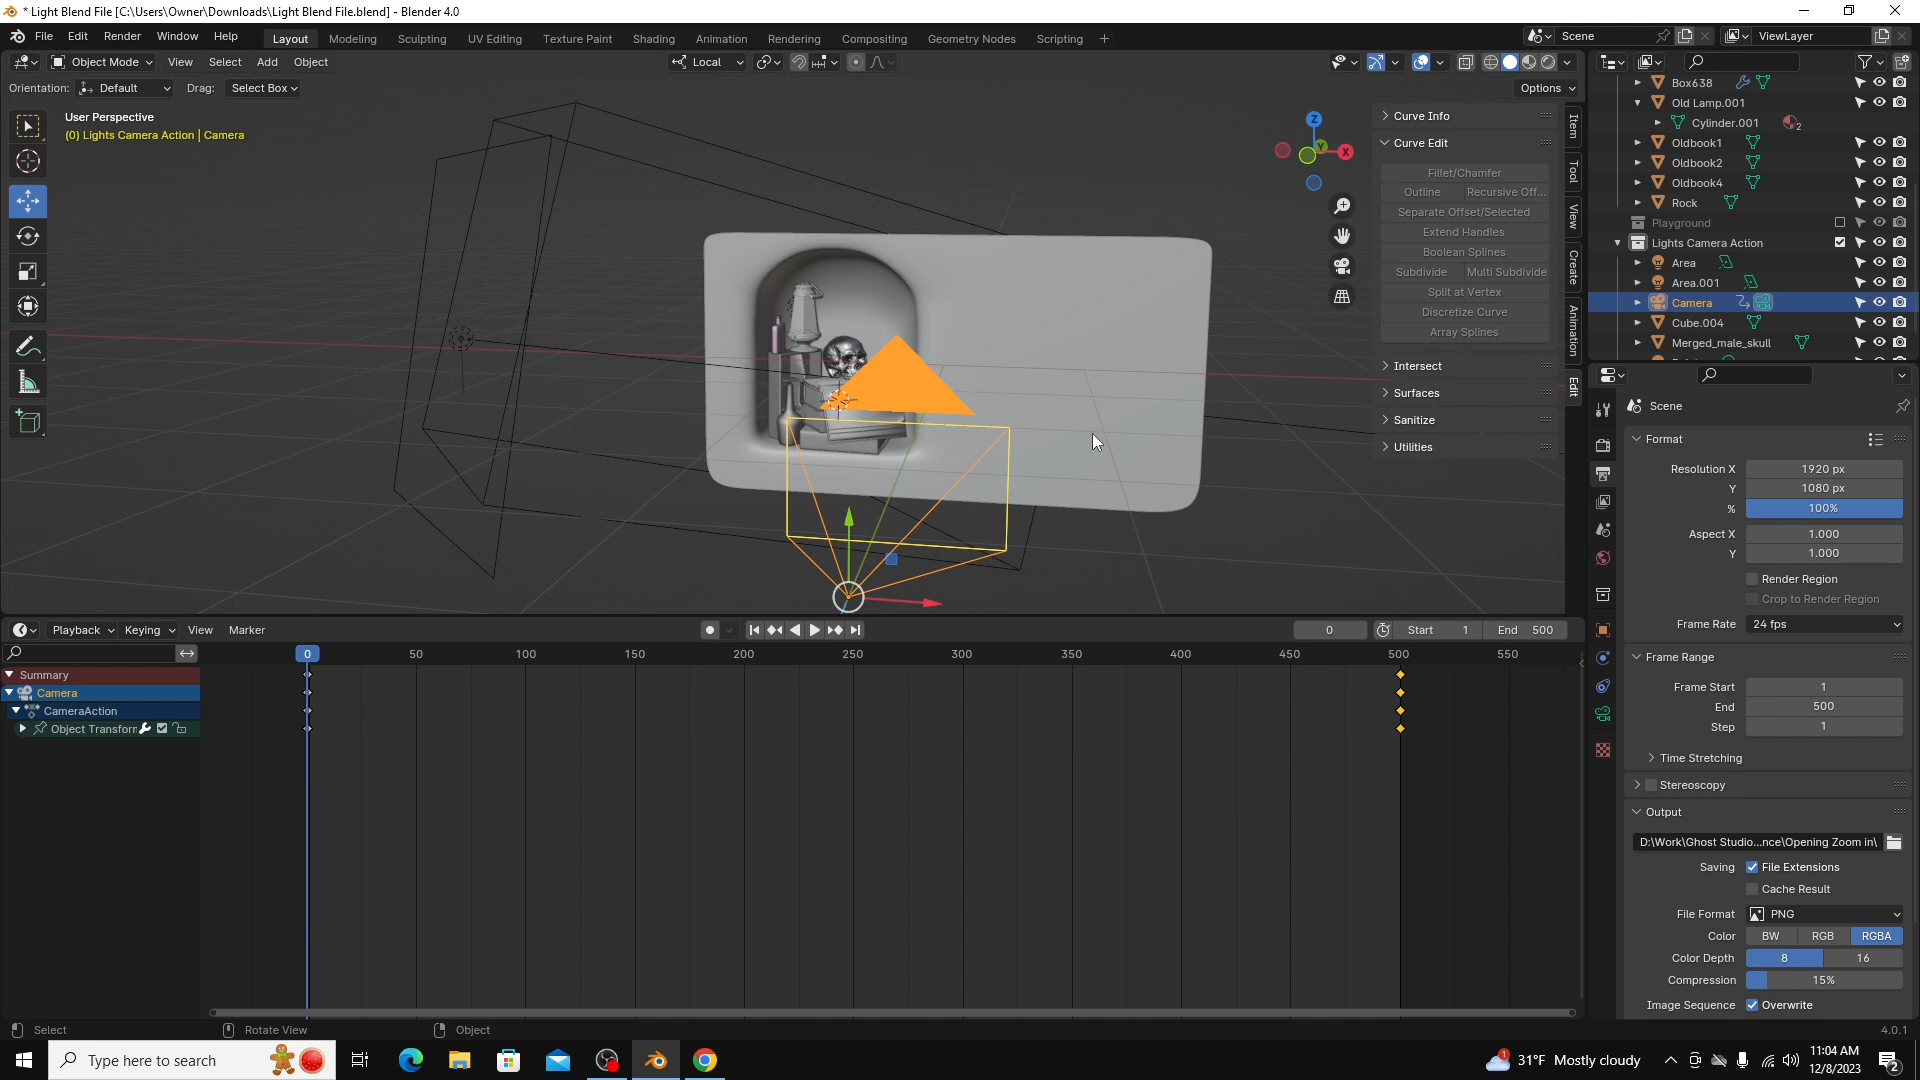 * Light Blend File [C:\Users\Owner\Downloads\Light Blend File.blend] - Blender 4.0
File Edit Render Window Help
Layout Modeling Sculpting UV Editing Texture Paint Shading Animation Rendering Compositing Geometry Nodes Scripting +
Scene ViewLayer
Object Mode View Select Add Object Local
Orientation: Default Drag: Select Box Options
User Perspective
(0) Lights Camera Action | Camera
Z
Y
X
Curve Info
Curve Edit
Fillet/Chamfer
Outline Recursive Off...
Separate Offset/Selected
Extend Handles
Boolean Splines
Subdivide Multi Subdivide
Split at Vertex
Discretize Curve
Array Splines
Intersect
Surfaces
Sanitize
Utilities
Item
Tool
View
Create
Animation
Edit
Box638
Old Lamp.001
Cylinder.001 2
Oldbook1
Oldbook2
Oldbook4
Rock
Playground
Lights Camera Action
Area
Area.001
Camera
Cube.004
Merged_male_skull
Scene
Format
Resolution X 1920 px
Y 1080 px
% 100%
Aspect X 1.000
Y 1.000
Render Region
Crop to Render Region
Frame Rate 24 fps
Frame Range
Frame Start 1
End 500
Step 1
Time Stretching
Stereoscopy
Output
D:\Work\Ghost Studio...nce\Opening Zoom in\
Saving File Extensions
Cache Result
File Format PNG
Color BW RGB RGBA
Color Depth 8 16
Compression 15%
Image Sequence Overwrite
Playback Keying View Marker 0 Start 1 End 500
0 50 100 150 200 250 300 350 400 450 500 550
Summary
Camera
CameraAction
Object Transforn
Select Rotate View Object 4.0.1
Type here to search 1 31°F Mostly cloudy 11:04 AM
12/8/2023 2